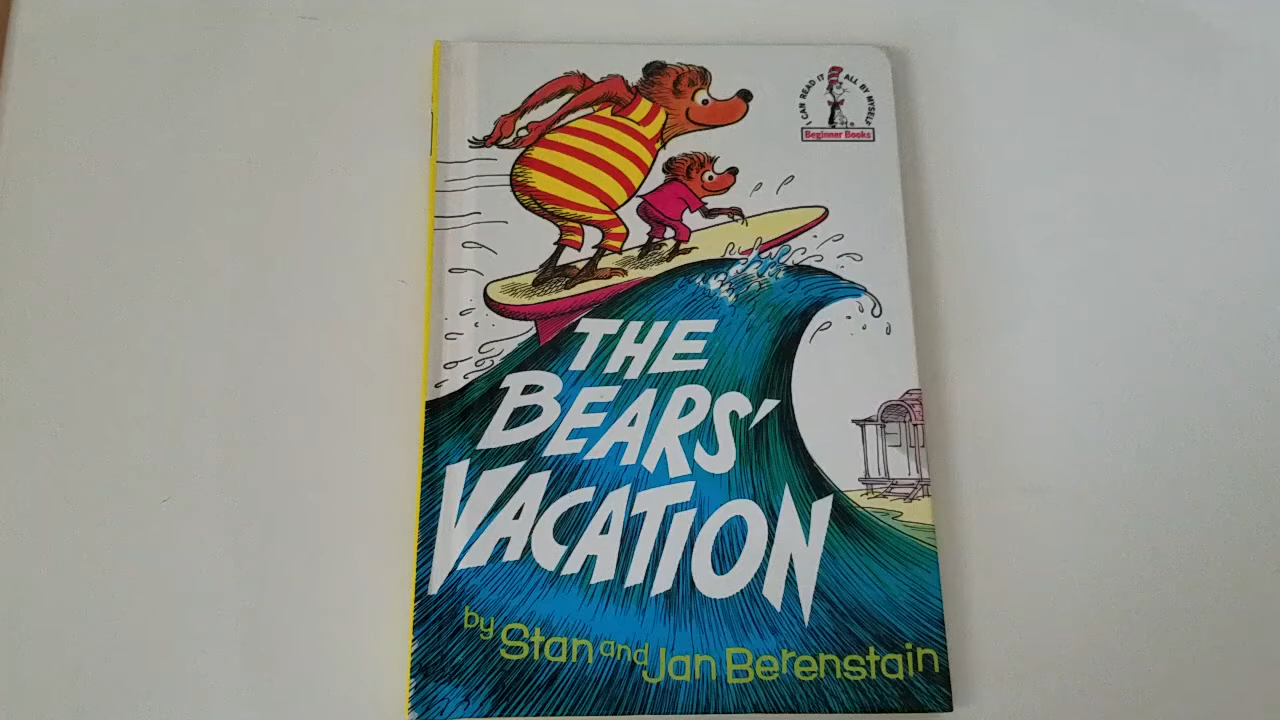 I CAN READ IT ALL BY MYSELF
Beginner Books
THE
BEARS'
VACATION
by Stan and Jan Berenstain